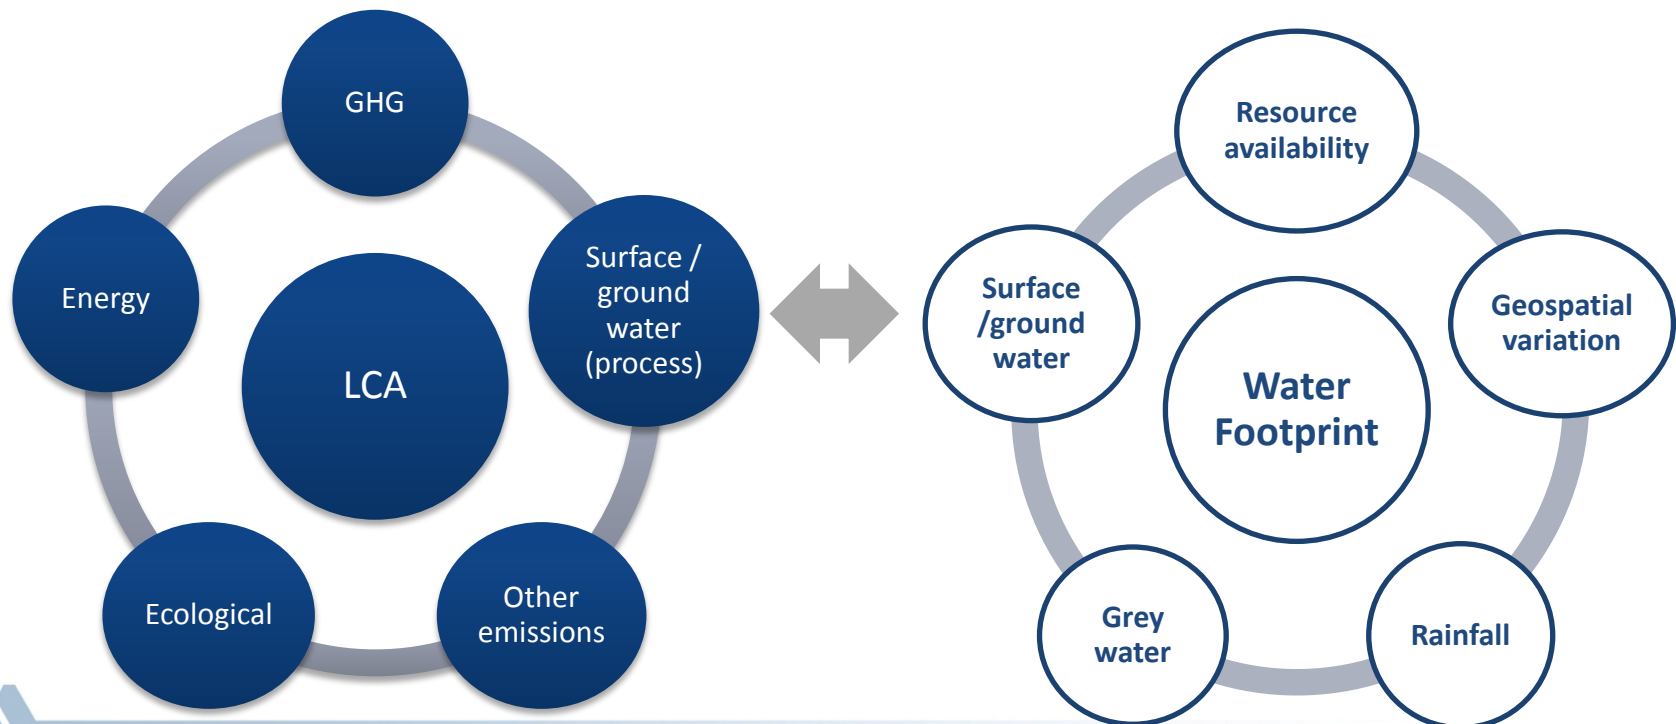 GHG
Surface /
ground
water
(process)
Other
emissions
Ecological
Energy
LCA
Resource
availability
Geospatial
variation
Rainfall
Grey
water
Surface
/ground
water
Water
Footprint